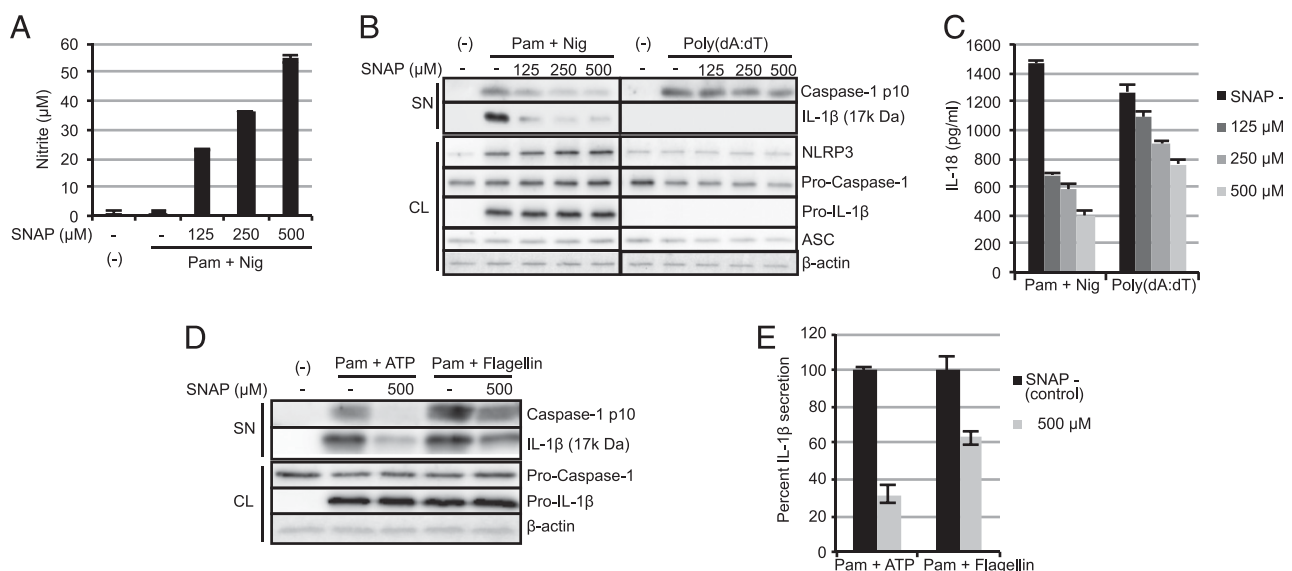 A
60
50
40
30
20
10
0
Nitrite (µM)
SNAP (µM)
- 125 250 500
(-)
Pam + Nig
B
(-) Pam + Nig (-) Poly(dA:dT)
SNAP (µM) - - 125 250 500 - - 125 250 500
SN
Caspase-1 p10
IL-1β (17k Da)
CL
NLRP3
Pro-Caspase-1
Pro-IL-1β
ASC
β-actin
C
1600
1400
1200
1000
800
600
400
200
0
IL-18 (pg/ml)
Pam + Nig Poly(dA:dT)
SNAP -
125 µM
250 µM
500 µM
D
(-) Pam + ATP Pam + Flagellin
SNAP (µM) - - 500 - 500
SN
Caspase-1 p10
IL-1β (17k Da)
CL
Pro-Caspase-1
Pro-IL-1β
β-actin
E
120
100
80
60
40
20
0
Percent IL-1β secretion
Pam + ATP Pam + Flagellin
SNAP -
(control)
500 µM